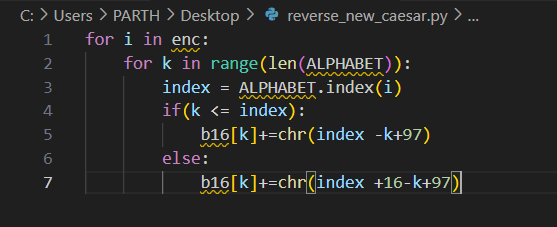 C: > Users > PARTH > Desktop > reverse_new_caesar.py > ...
1 for i in enc:
2 for k in range(len(ALPHABET)):
3 index = ALPHABET.index(i)
4 if(k <= index):
5 b16[k]+=chr(index -k+97)
6 else:
7 b16[k]+=chr(index +16-k+97)